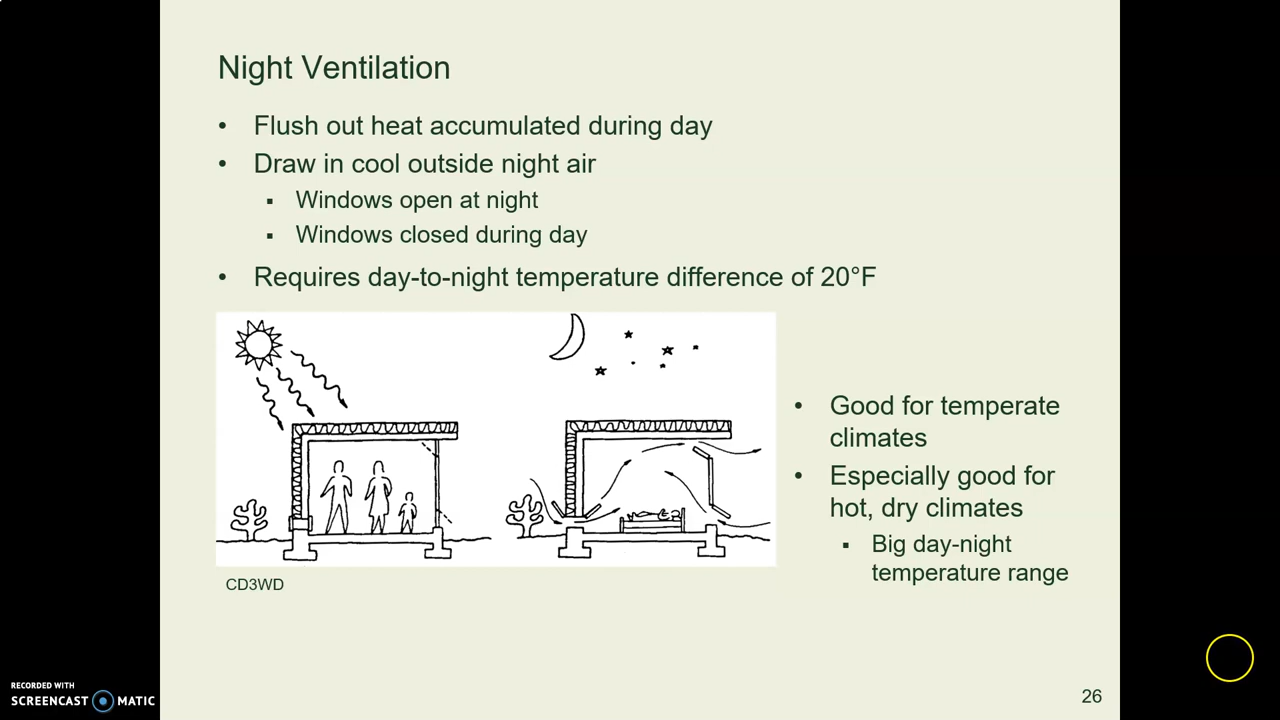 Night Ventilation
• Flush out heat accumulated during day
• Draw in cool outside night air
▪ Windows open at night
▪ Windows closed during day
• Requires day-to-night temperature difference of 20°F
• Good for temperate
climates
• Especially good for
hot, dry climates
▪ Big day-night
temperature range
CD3WD
26
RECORDED WITH
SCREENCAST MATIC